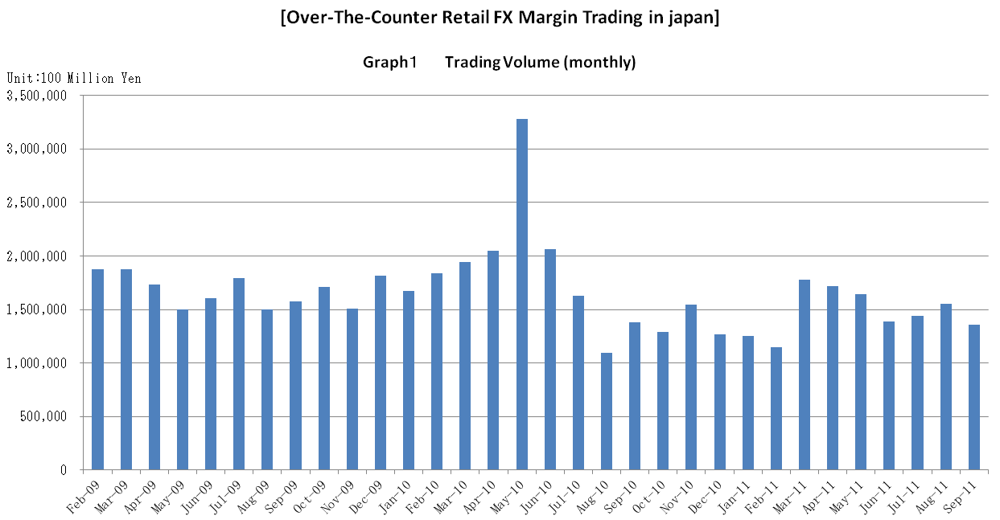 [Over-The-Counter Retail FX Margin Trading in japan]
Graph1 Trading Volume (monthly)
Unit:100 Million Yen
3,500,000
3,000,000
2,500,000
2,000,000
1,500,000
1,000,000
500,000
0
Feb-09 Mar-09 Apr-09 May-09 Jun-09 Jul-09 Aug-09 Sep-09 Oct-09 Nov-09 Dec-09 Jan-10 Feb-10 Mar-10 Apr-10 May-10 Jun-10 Jul-10 Aug-10 Sep-10 Oct-10 Nov-10 Dec-10 Jan-11 Feb-11 Mar-11 Apr-11 May-11 Jun-11 Jul-11 Aug-11 Sep-11